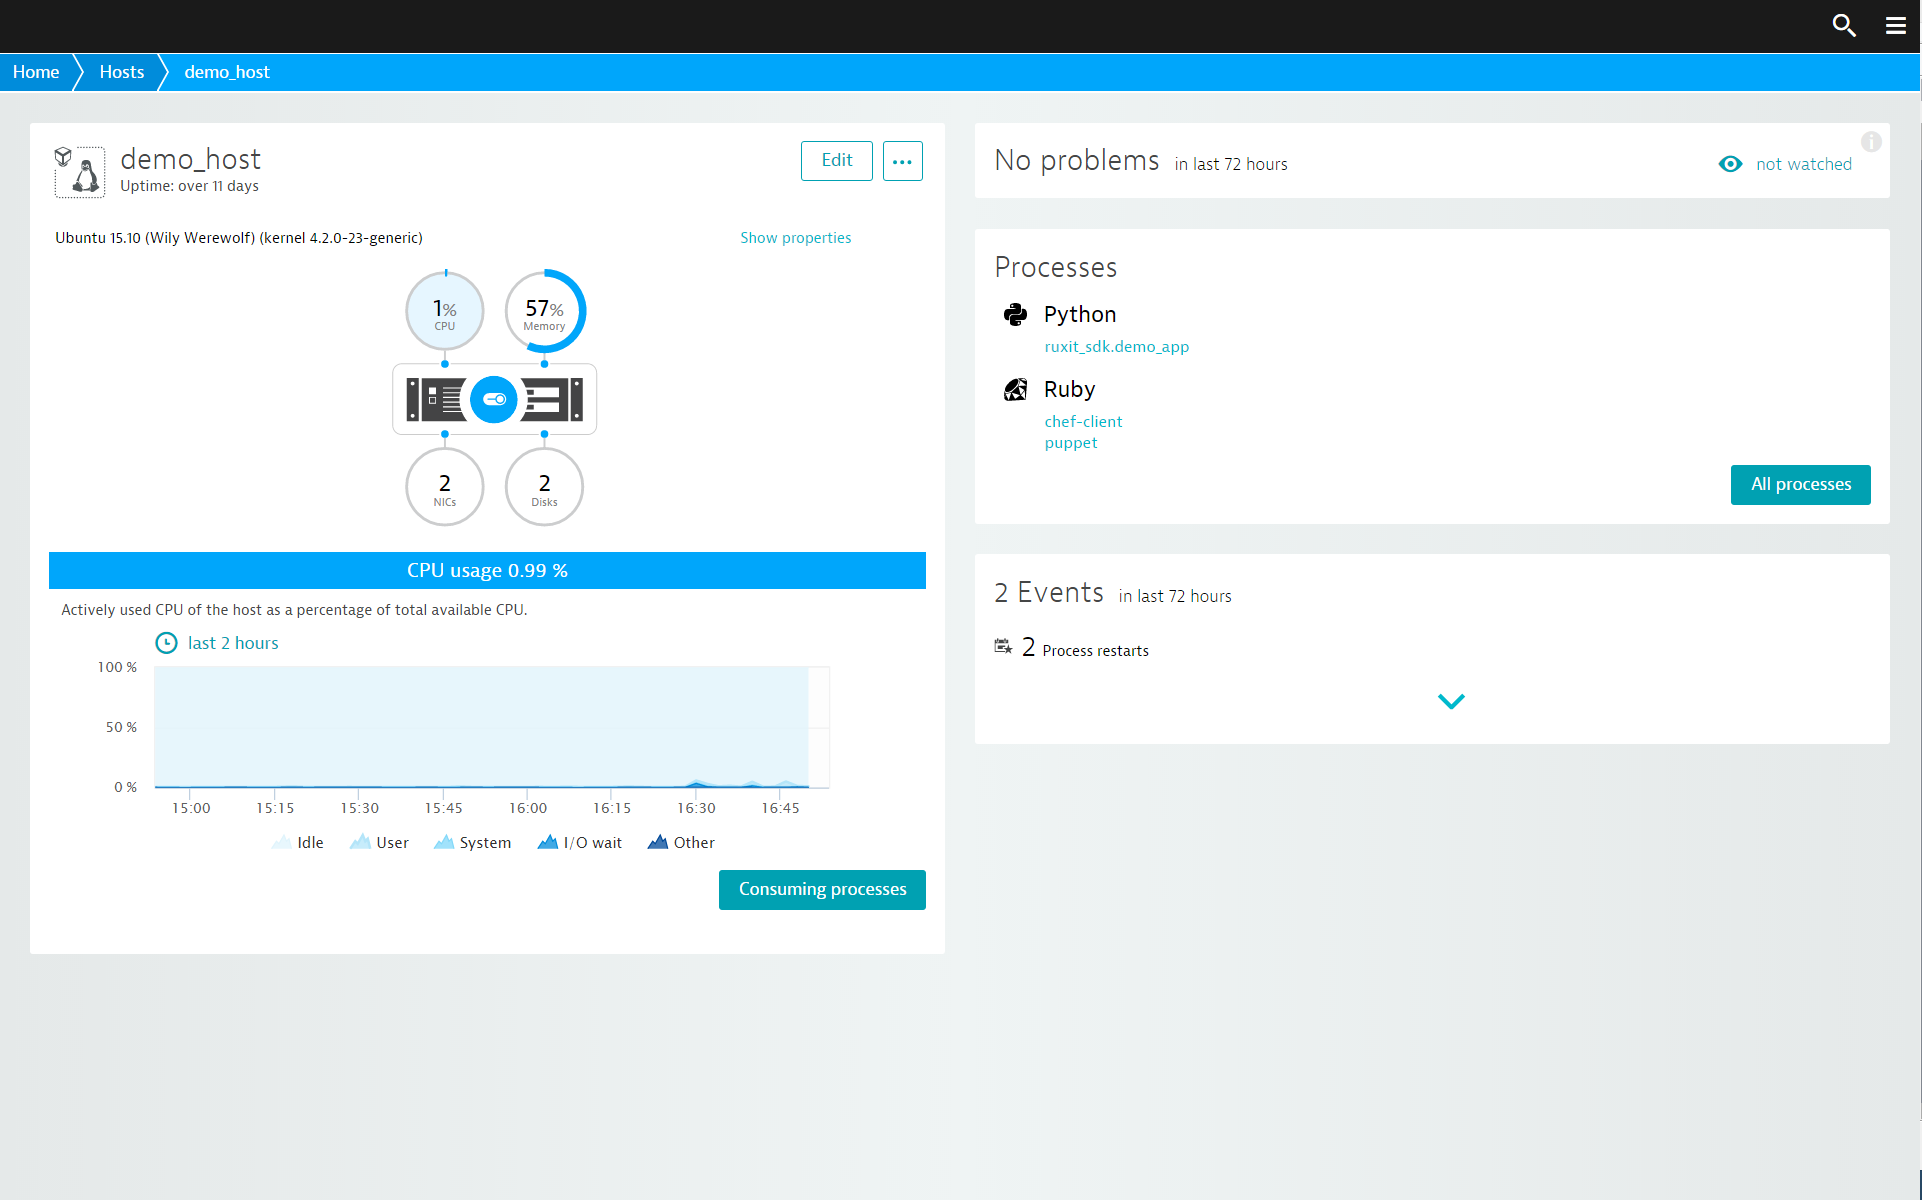 Home Hosts demo_host
demo_host
Uptime: over 11 days
Edit ...
Ubuntu 15.10 (Wily Werewolf) (kernel 4.2.0-23-generic)
Show properties
1%
CPU
57%
Memory
2
NICs
2
Disks
CPU usage 0.99 %
Actively used CPU of the host as a percentage of total available CPU.
last 2 hours
100 %
50 %
0 %
15:00 15:15 15:30 15:45 16:00 16:15 16:30 16:45
Idle User System I/O wait Other
Consuming processes
No problems in last 72 hours
not watched
i
Processes
Python
ruxit_sdk.demo_app
Ruby
chef-client
puppet
All processes
2 Events in last 72 hours
2 Process restarts